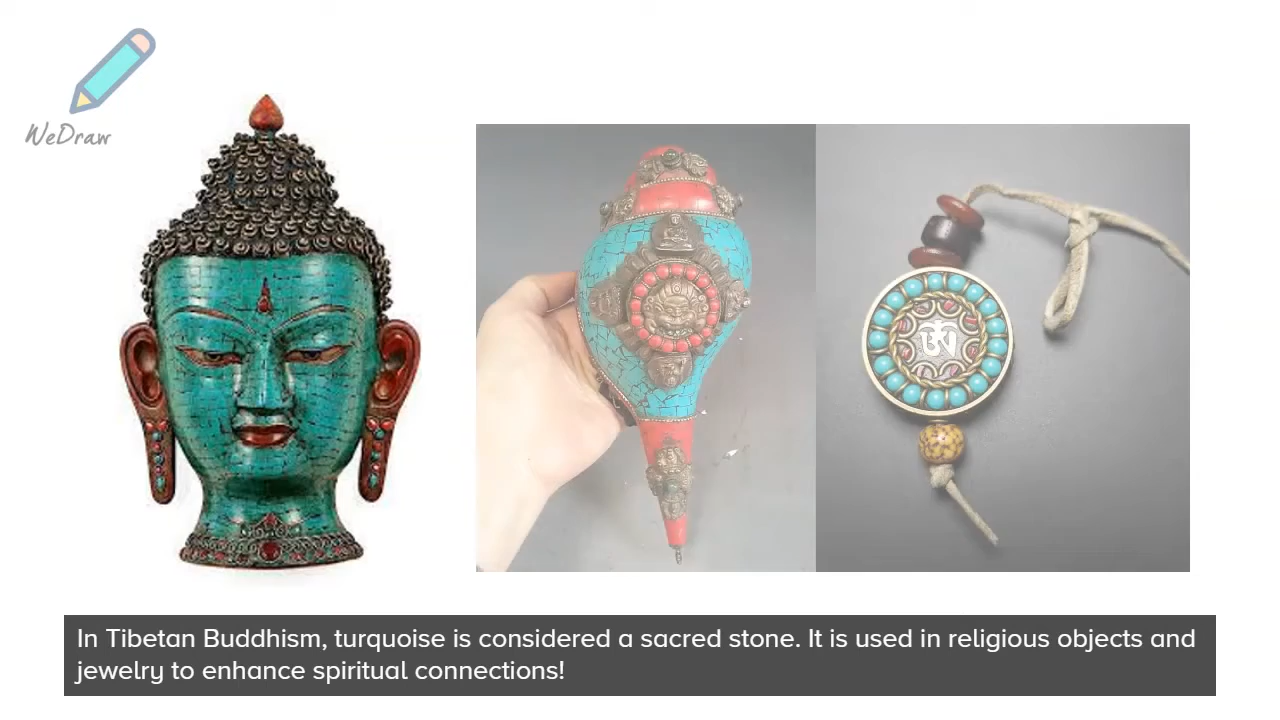 WeDraw
In Tibetan Buddhism, turquoise is considered a sacred stone. It is used in religious objects and
jewelry to enhance spiritual connections!